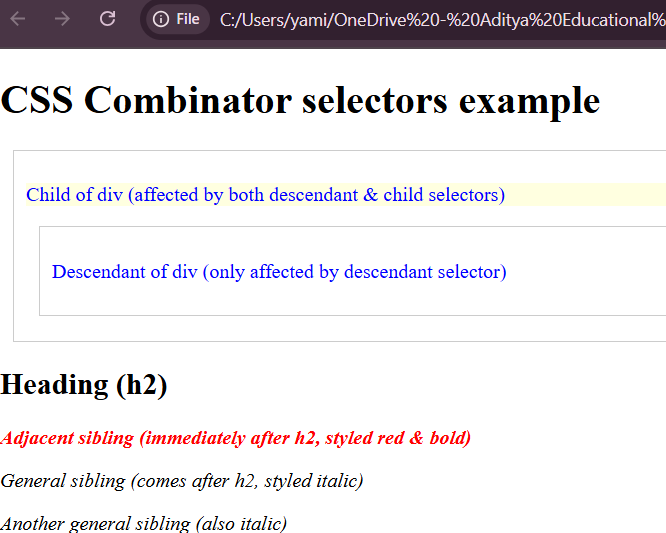 File C:/Users/yami/OneDrive%20-%20Aditya%20Educational%
CSS Combinator selectors example
Child of div (affected by both descendant & child selectors)
Descendant of div (only affected by descendant selector)
Heading (h2)
Adjacent sibling (immediately after h2, styled red & bold)
General sibling (comes after h2, styled italic)
Another general sibling (also italic)